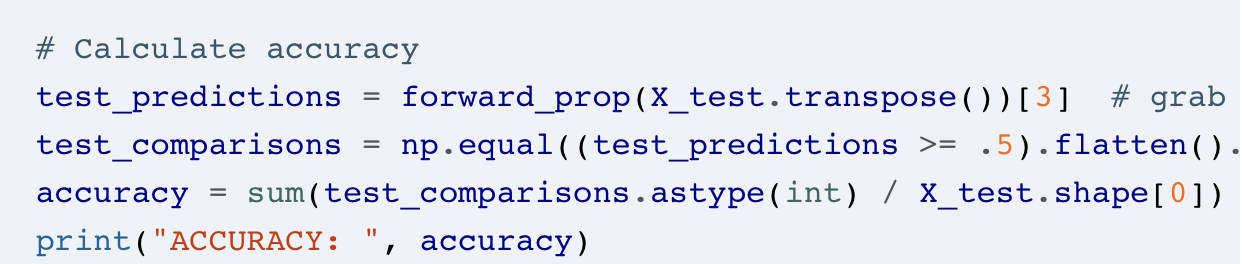 # Calculate accuracy
test_predictions = forward_prop(X_test.transpose())[3]  # grab
test_comparisons = np.equal((test_predictions >= .5).flatten().
accuracy = sum(test_comparisons.astype(int) / X_test.shape[0])
print("ACCURACY: ", accuracy)